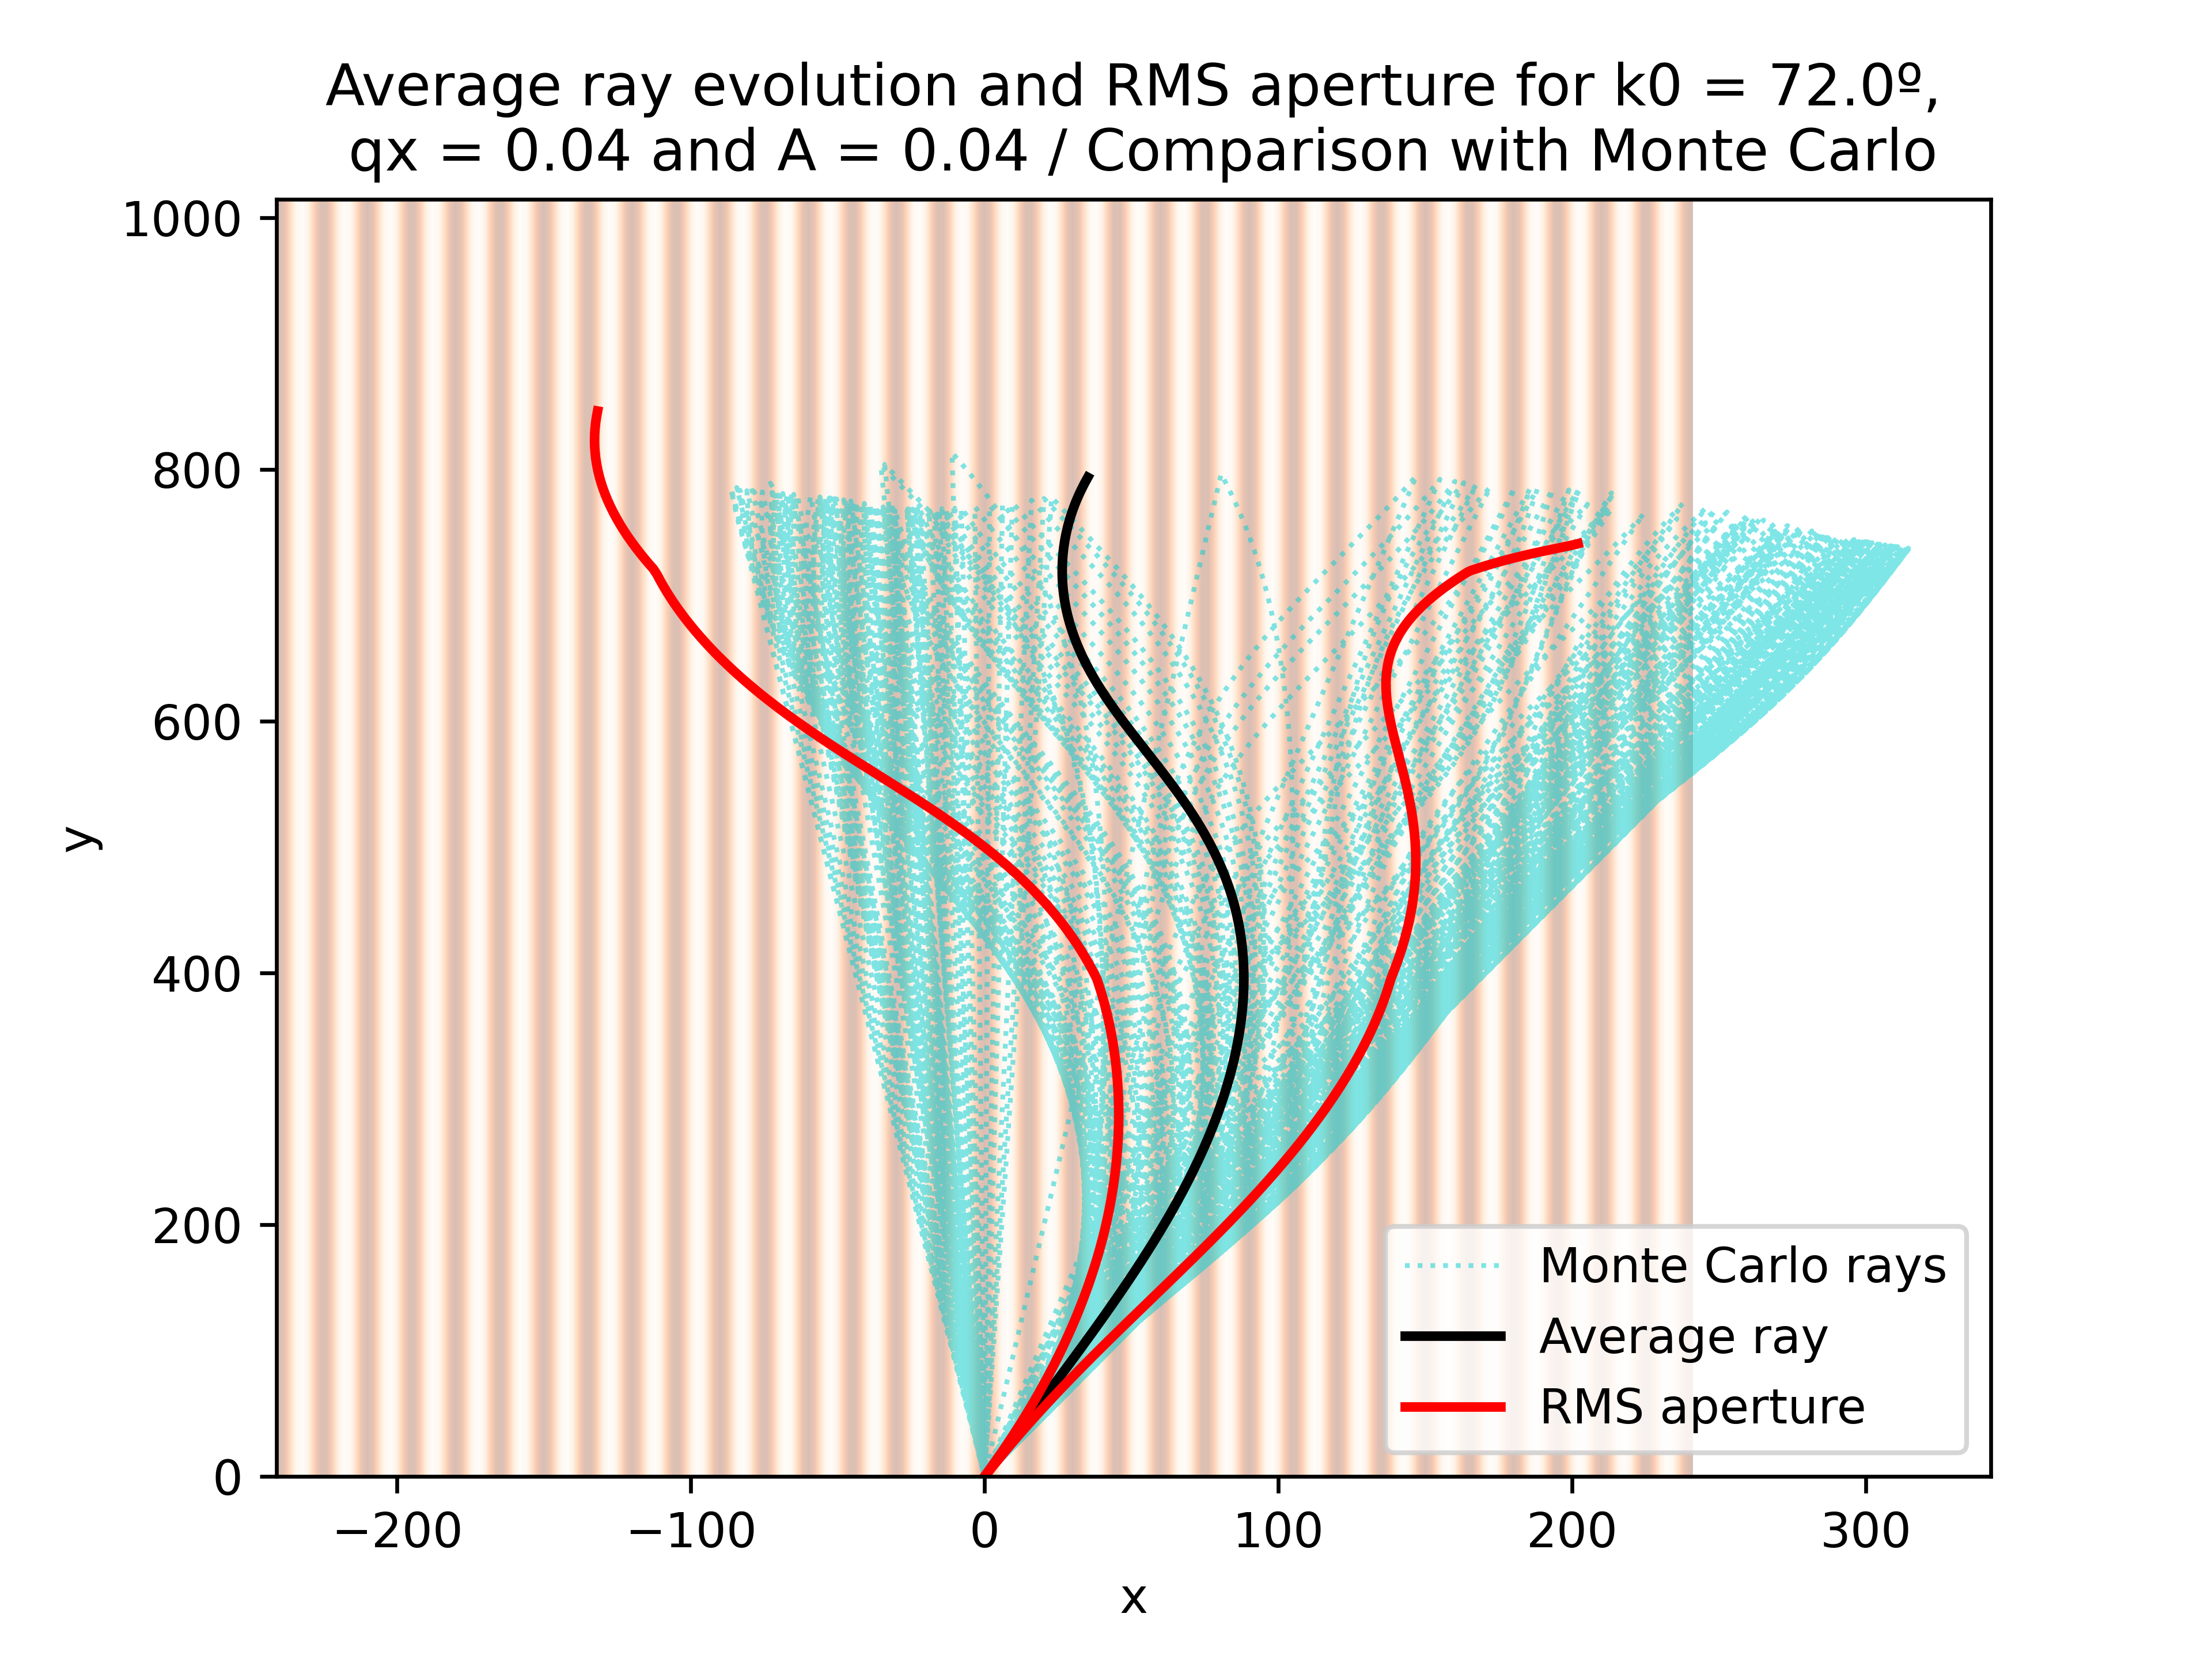 Average ray evolution and RMS aperture for k0 = 72.0º,
qx = 0.04 and A = 0.04 / Comparison with Monte Carlo
1000
800
600
400
200
0
y
−200
−100
0
100
200
300
x
Monte Carlo rays
Average ray
RMS aperture